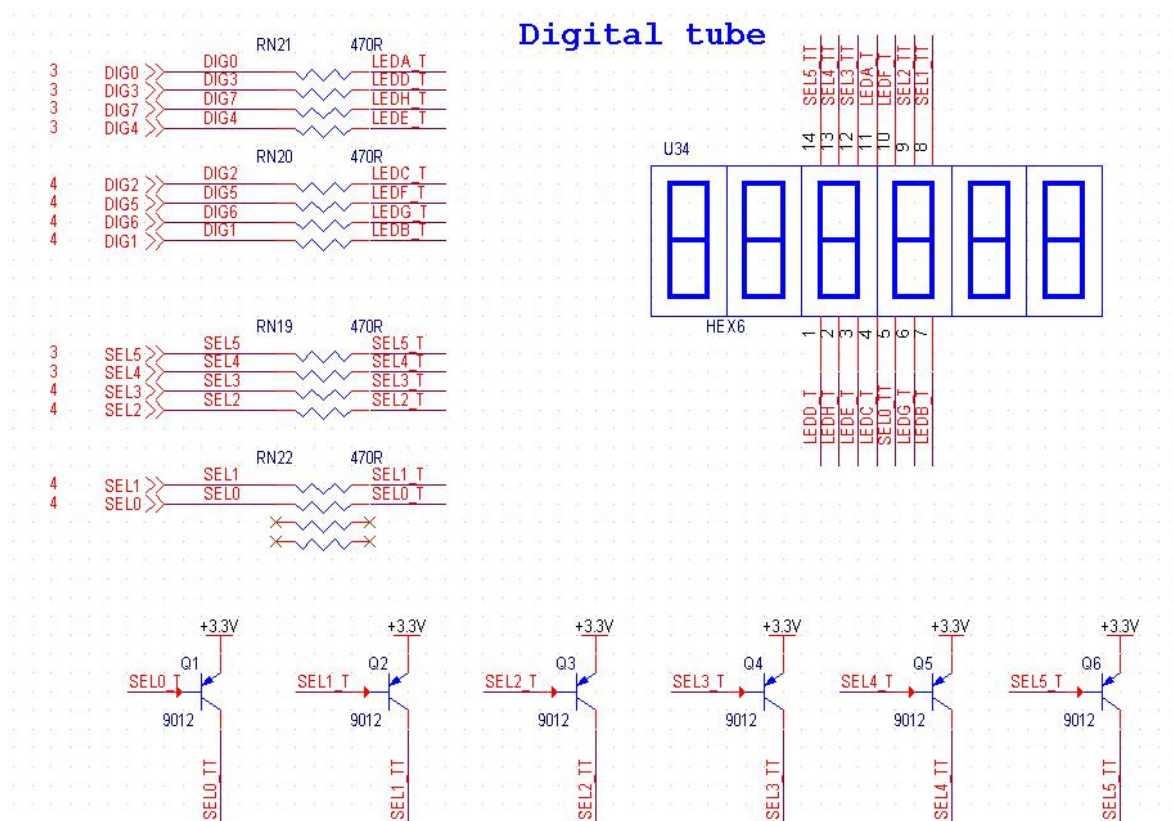 Digital tube
RN21 470R
3 DIG0 DIG0 LEDA_T
3 DIG3 DIG3 LEDD_T
3 DIG7 DIG7 LEDH_T
3 DIG4 DIG4 LEDE_T
RN20 470R
4 DIG2 DIG2 LEDC_T
4 DIG5 DIG5 LEDF_T
4 DIG6 DIG6 LEDG_T
4 DIG1 DIG1 LEDB_T
RN19 470R
3 SEL5 SEL5 SEL5_T
3 SEL4 SEL4 SEL4_T
4 SEL3 SEL3 SEL3_T
4 SEL2 SEL2 SEL2_T
RN22 470R
4 SEL1 SEL1 SEL1_T
4 SEL0 SEL0 SEL0_T
SEL5_TT
SEL4_TT
SEL3_TT
LEDA_T
LEDF_T
SEL2_TT
SEL1_TT
14 13 12 11 10 9 8
U34
HEX6
1 2 3 4 5 6 7
LEDD_T
LEDH_T
LEDE_T
LEDC_T
SEL0_TT
LEDG_T
LEDB_T
+3.3V +3.3V +3.3V +3.3V +3.3V +3.3V
Q1 Q2 Q3 Q4 Q5 Q6
SEL0_T SEL1_T SEL2_T SEL3_T SEL4_T SEL5_T
9012 9012 9012 9012 9012 9012
SEL0_TT SEL1_TT SEL2_TT SEL3_TT SEL4_TT SEL5_TT